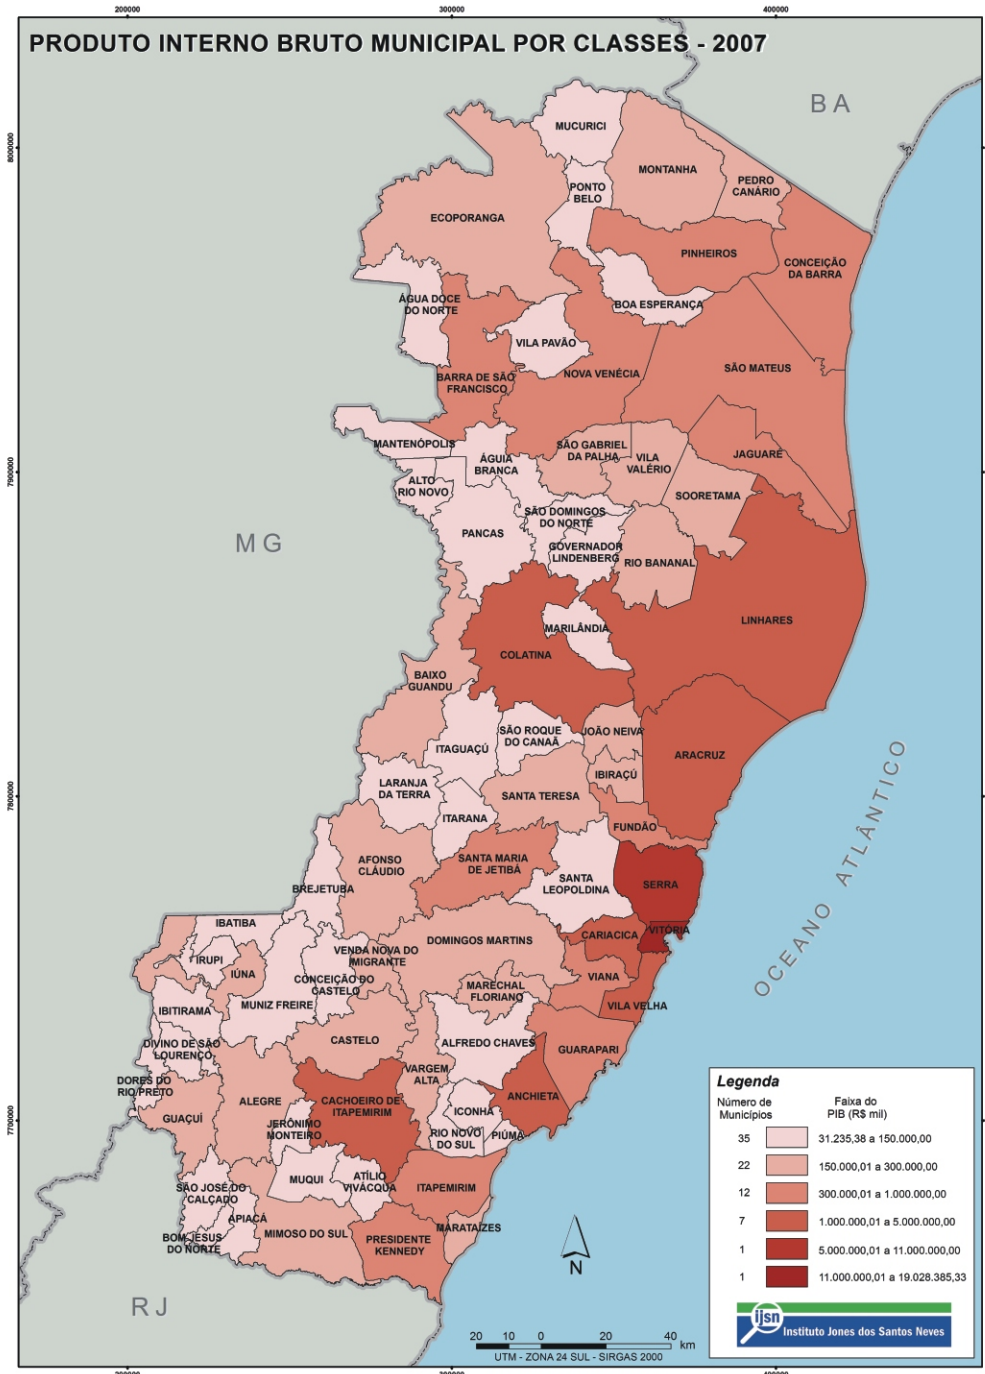 200000 300000 400000
PRODUTO INTERNO BRUTO MUNICIPAL POR CLASSES - 2007
BA
8000000
MUCURICI
MONTANHA
PEDRO
CANÁRIO
PONTO
BELO
ECOPORANGA
PINHEIROS
CONCEIÇÃO
DA BARRA
ÁGUA DOCE
DO NORTE
BOA ESPERANÇA
VILA PAVÃO
BARRA DE SÃO
FRANCISCO
NOVA VENÉCIA
SÃO MATEUS
MANTENÓPOLIS
SÃO GABRIEL
DA PALHA
VILA
VALÉRIO
JAGUARÉ
7900000
ÁGUIA
BRANCA
ALTO
RIO NOVO
SOORETAMA
SÃO DOMINGOS
DO NORTE
PANCAS
MG
GOVERNADOR
LINDENBERG
RIO BANANAL
LINHARES
MARILÂNDIA
COLATINA
BAIXO
GUANDU
ITAGUAÇÚ
SÃO ROQUE
DO CANAÃ
JOÃO NEIVA
ARACRUZ
IBIRAÇÚ
7800000
LARANJA
DA TERRA
SANTA TERESA
ITARANA
FUNDÃO
OCEANO ATLÂNTICO
AFONSO
CLÁUDIO
SANTA MARIA
DE JETIBÁ
SANTA
LEOPOLDINA
SERRA
BREJETUBA
IBATIBA
VITÓRIA
CARIACICA
DOMINGOS MARTINS
VENDA NOVA DO
IMIGRANTE
IRUPI
IÚNA
VIANA
CONCEIÇÃO DO
CASTELO
MARECHAL
FLORIANO
MUNIZ FREIRE
IBITIRAMA
VILA VELHA
CASTELO
ALFREDO CHAVES
DIVINO DE SÃO
LOURENÇO
GUARAPARI
VARGEM
ALTA
DORES DO
RIO PRETO
ANCHIETA
ALEGRE
CACHOEIRO DE
ITAPEMIRIM
GUAÇUÍ
ICONHA
7700000
JERÔNIMO
MONTEIRO
RIO NOVO
DO SUL
PIÚMA
MUQUI
ATÍLIO
VIVÁCQUA
ITAPEMIRIM
SÃO JOSÉ DO
CALÇADO
APIACÁ
MARATAÍZES
MIMOSO DO SUL
BOM JESUS
DO NORTE
PRESIDENTE
KENNEDY
RJ
N
Legenda
Número de
Municípios
Faixa do
PIB (R$ mil)
35 31.235,38 a 150.000,00
22 150.000,01 a 300.000,00
12 300.000,01 a 1.000.000,00
7 1.000.000,01 a 5.000.000,00
1 5.000.000,01 a 11.000.000,00
1 11.000.000,01 a 19.028.385,33
ijsn
Instituto Jones dos Santos Neves
20 10 0 20 40
km
UTM - ZONA 24 SUL - SIRGAS 2000
300000 400000